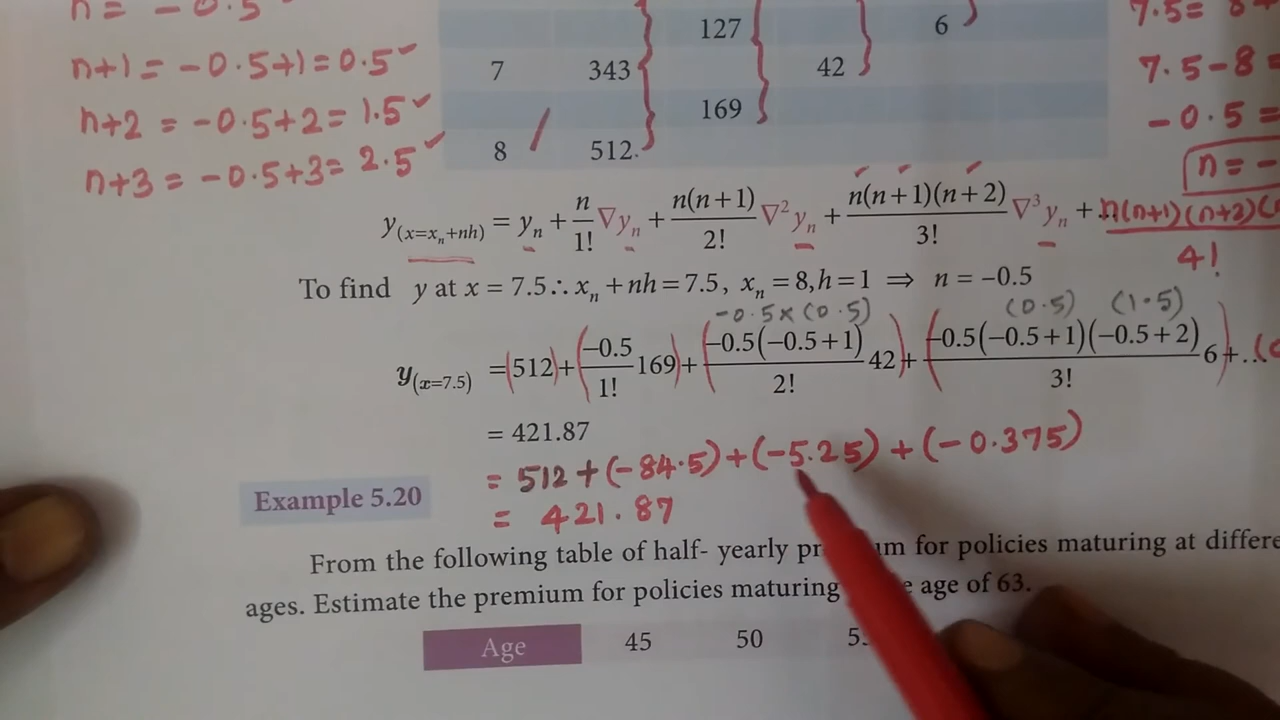 n = -0.5
n+1 = -0.5+1 = 0.5 ✓
n+2 = -0.5+2 = 1.5 ✓
n+3 = -0.5+3 = 2.5 ✓
127 6
7 343 42
169
8 512
7.5 = 8
7.5-8 =
-0.5 =
n = -
y(x=xₙ+nh) = yₙ + n/1! ∇yₙ + n(n+1)/2! ∇²yₙ + n(n+1)(n+2)/3! ∇³yₙ + ... n(n+1)(n+2)( / 4!
To find y at x = 7.5 ∴ xₙ + nh = 7.5, xₙ = 8, h = 1 ⇒ n = −0.5
-0.5×(0.5) (0.5) (1.5)
y(x=7.5) = (512) + (−0.5/1! 169) + (−0.5(−0.5+1)/2! 42) + (−0.5(−0.5+1)(−0.5+2)/3! 6) + ...
= 421.87
= 512 + (-84.5) + (-5.25) + (-0.375)
= 421.87
Example 5.20
From the following table of half- yearly for policies maturing at differe
ages. Estimate the premium for policies maturing age of 63.
Age 45 50